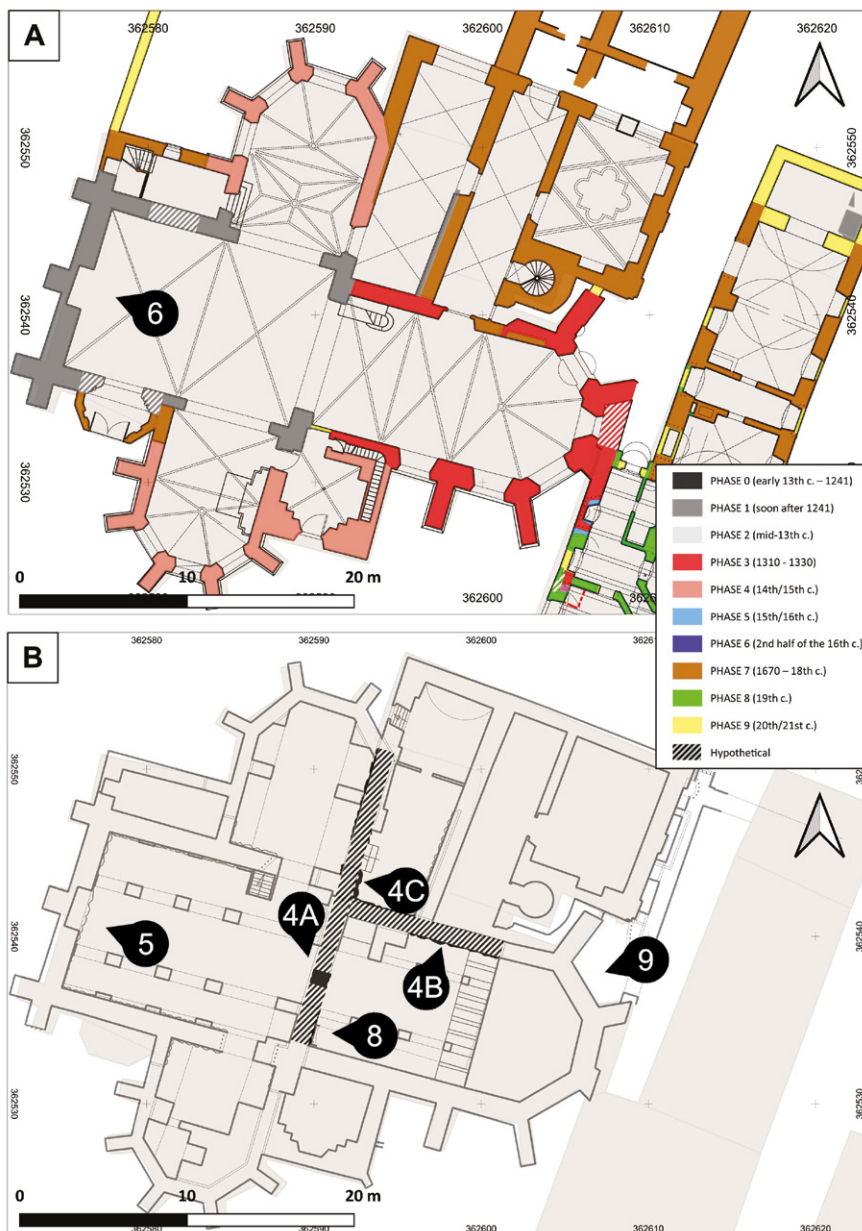 A
362580
362590
362600
362610
362620
362550
362550
6
362540
362540
362530
0
10
20 m
362600
PHASE 0 (early 13th c. – 1241)
PHASE 1 (soon after 1241)
PHASE 2 (mid-13th c.)
PHASE 3 (1310 - 1330)
PHASE 4 (14th/15th c.)
PHASE 5 (15th/16th c.)
PHASE 6 (2nd half of the 16th c.)
PHASE 7 (1670 – 18th c.)
PHASE 8 (19th c.)
PHASE 9 (20th/21st c.)
Hypothetical
B
362580
362590
362600
362550
4C
4A
5
362540
362540
4B
9
8
362530
362530
0
10
20 m
362600
362610
362620